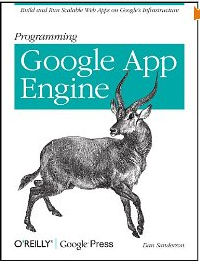 Build and Run Scalable Web Apps on Google's Infrastructure
Programming
Google App
Engine
O'REILLY® | Google Press
Dan Sanderson